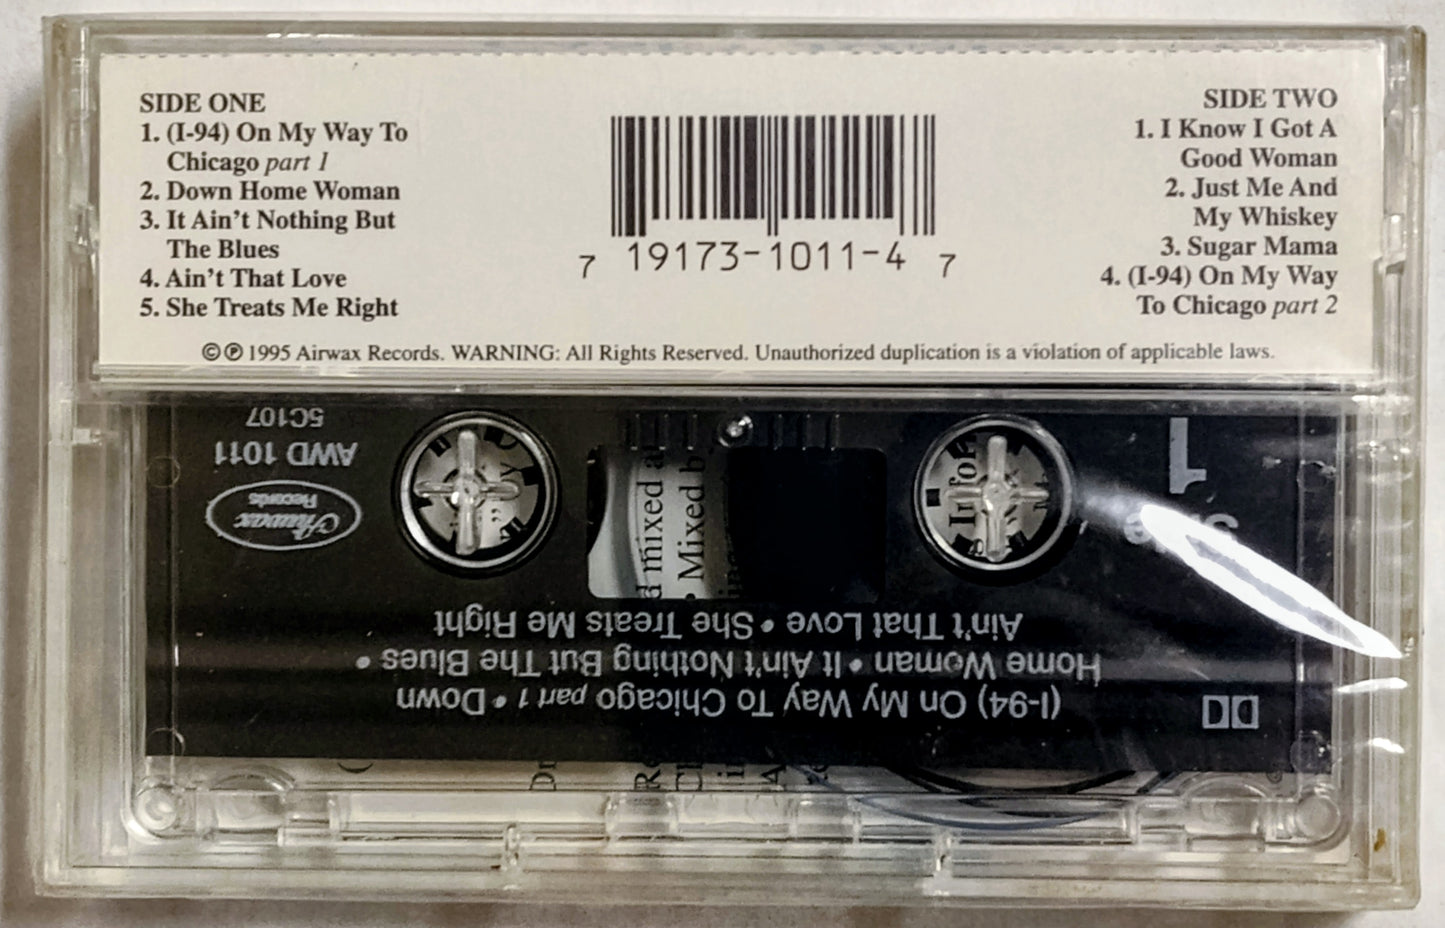 SIDE ONE
1. (I-94) On My Way To
Chicago part 1
2. Down Home Woman
3. It Ain't Nothing But
The Blues
4. Ain't That Love
5. She Treats Me Right
7 19173-1011-4 7
SIDE TWO
1. I Know I Got A
Good Woman
2. Just Me And
My Whiskey
3. Sugar Mama
4. (I-94) On My Way
To Chicago part 2
©℗ 1995 Airwax Records. WARNING: All Rights Reserved. Unauthorized duplication is a violation of applicable laws.
(I-94) On My Way To Chicago part 1 • Down
Home Woman • It Ain't Nothing But The Blues •
Ain't That Love • She Treats Me Right
Side
1
Airwax
Records
AWD 1011
5C107
d mixed a
• Mixed b